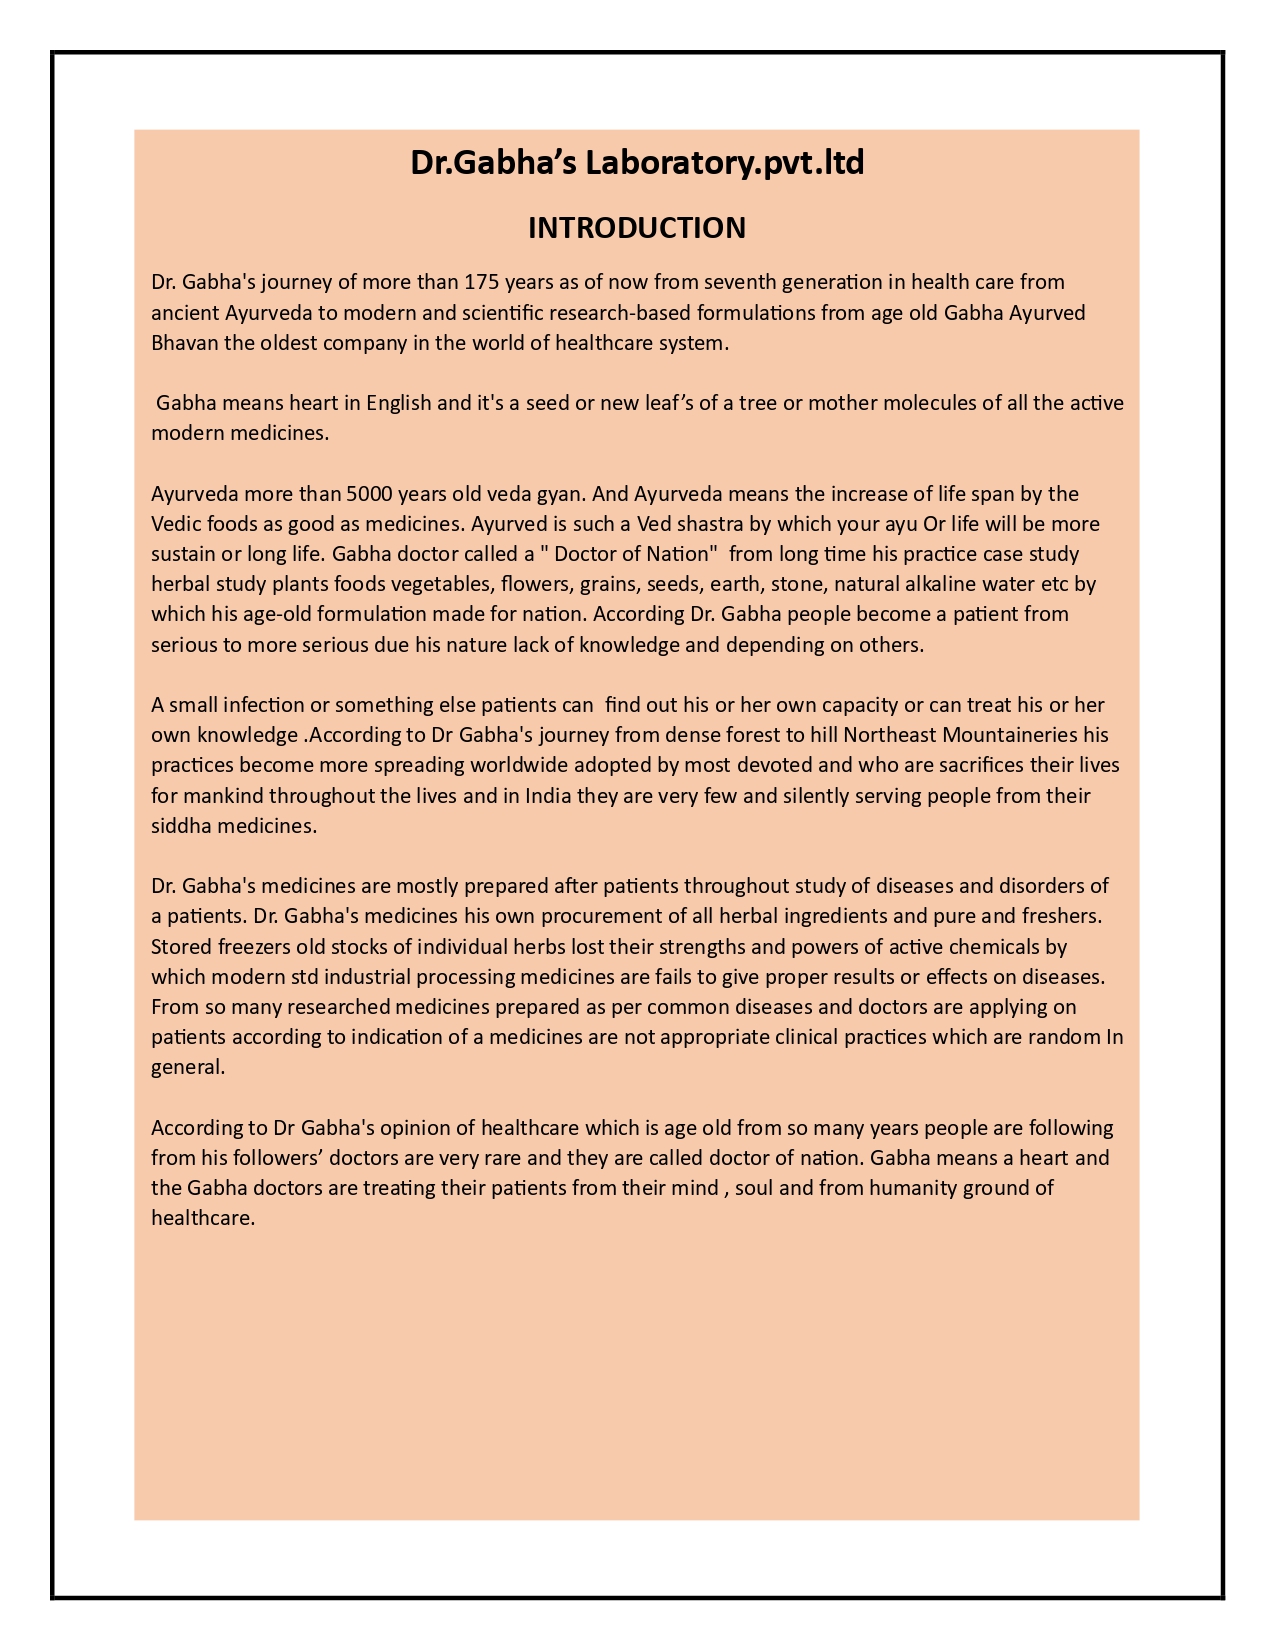 Dr.Gabha’s Laboratory.pvt.ltd
INTRODUCTION
Dr. Gabha's journey of more than 175 years as of now from seventh generation in health care from
ancient Ayurveda to modern and scientific research-based formulations from age old Gabha Ayurved
Bhavan the oldest company in the world of healthcare system.
Gabha means heart in English and it's a seed or new leaf’s of a tree or mother molecules of all the active
modern medicines.
Ayurveda more than 5000 years old veda gyan. And Ayurveda means the increase of life span by the
Vedic foods as good as medicines. Ayurved is such a Ved shastra by which your ayu Or life will be more
sustain or long life. Gabha doctor called a " Doctor of Nation"  from long time his practice case study
herbal study plants foods vegetables, flowers, grains, seeds, earth, stone, natural alkaline water etc by
which his age-old formulation made for nation. According Dr. Gabha people become a patient from
serious to more serious due his nature lack of knowledge and depending on others.
A small infection or something else patients can  find out his or her own capacity or can treat his or her
own knowledge .According to Dr Gabha's journey from dense forest to hill Northeast Mountaineries his
practices become more spreading worldwide adopted by most devoted and who are sacrifices their lives
for mankind throughout the lives and in India they are very few and silently serving people from their
siddha medicines.
Dr. Gabha's medicines are mostly prepared after patients throughout study of diseases and disorders of
a patients. Dr. Gabha's medicines his own procurement of all herbal ingredients and pure and freshers.
Stored freezers old stocks of individual herbs lost their strengths and powers of active chemicals by
which modern std industrial processing medicines are fails to give proper results or effects on diseases.
From so many researched medicines prepared as per common diseases and doctors are applying on
patients according to indication of a medicines are not appropriate clinical practices which are random In
general.
According to Dr Gabha's opinion of healthcare which is age old from so many years people are following
from his followers’ doctors are very rare and they are called doctor of nation. Gabha means a heart and
the Gabha doctors are treating their patients from their mind , soul and from humanity ground of
healthcare.